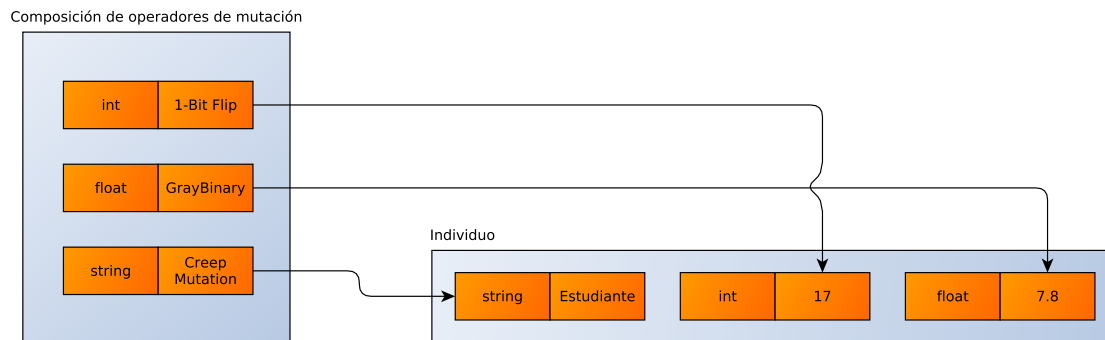 Composición de operadores de mutación
int
1-Bit Flip
float
GrayBinary
string
Creep
Mutation
Individuo
string
Estudiante
int
17
float
7.8